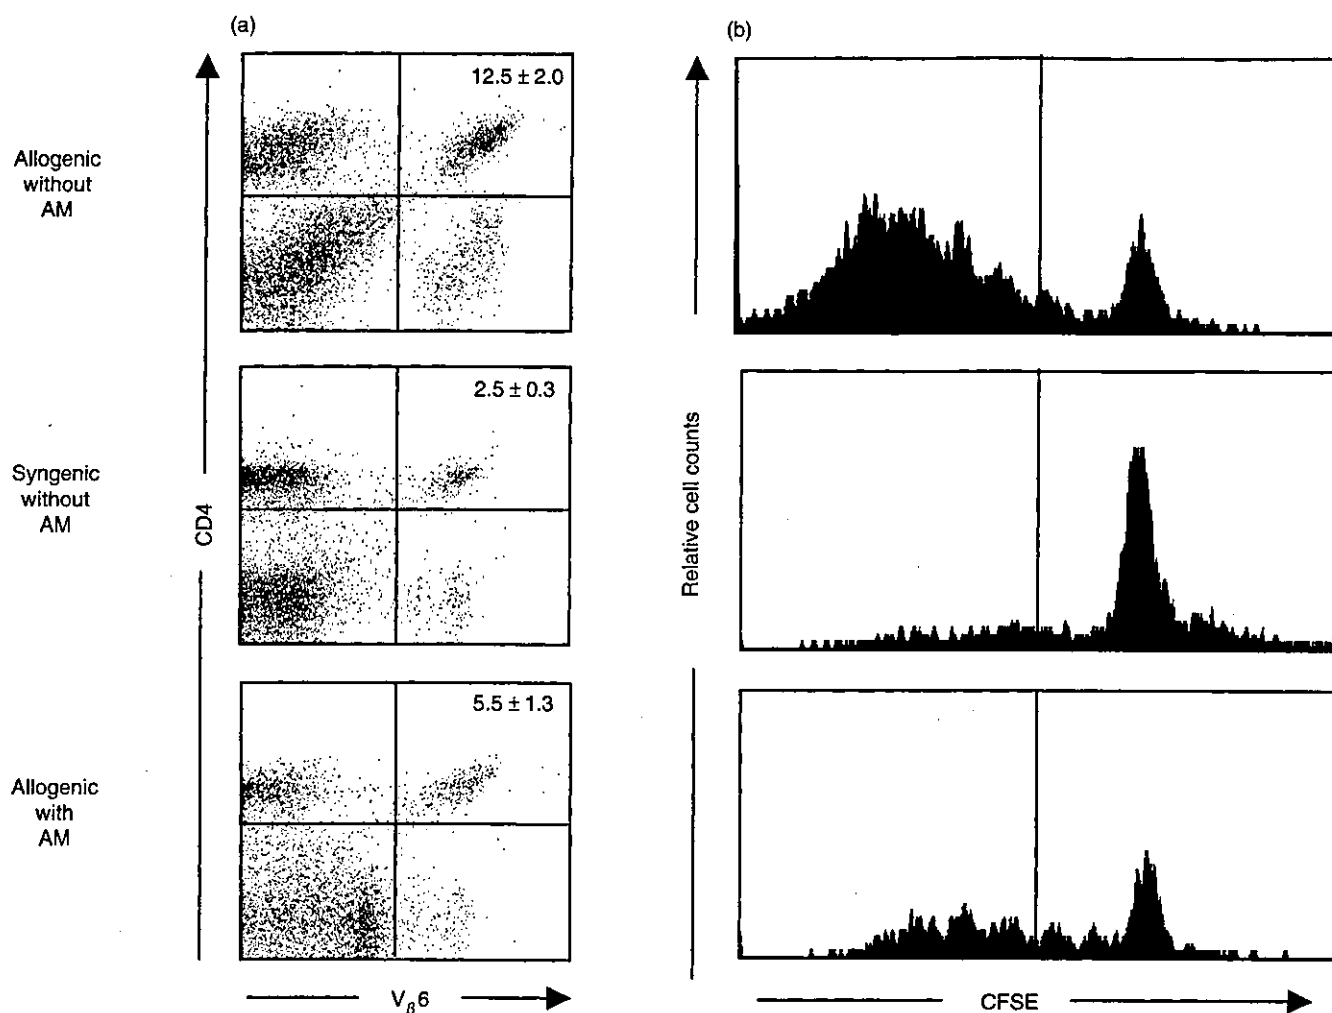 (a)
(b)
Allogenic
without
AM
12.5 ± 2.0
Syngenic
without
AM
2.5 ± 0.3
Allogenic
with
AM
5.5 ± 1.3
CD4
Relative cell counts
Vβ6
CFSE